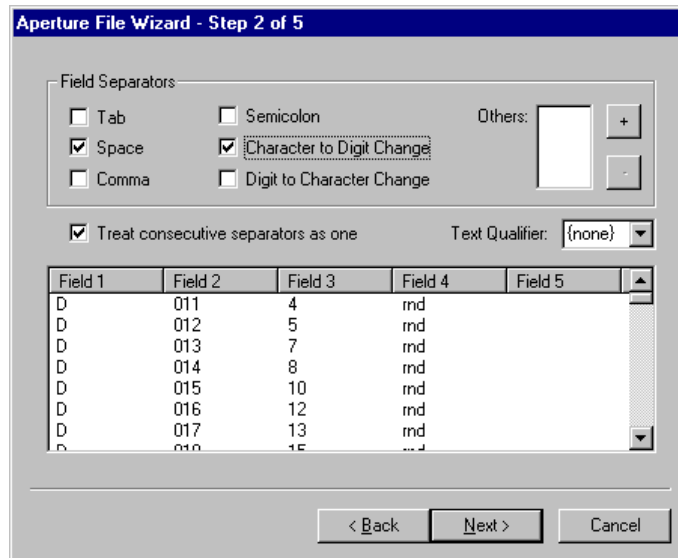 Aperture File Wizard - Step 2 of 5
Field Separators
Tab Semicolon Others: +
Space Character to Digit Change
Comma Digit to Character Change -
Treat consecutive separators as one Text Qualifier: {none}
Field 1 Field 2 Field 3 Field 4 Field 5
D 011 4 rnd
D 012 5 rnd
D 013 7 rnd
D 014 8 rnd
D 015 10 rnd
D 016 12 rnd
D 017 13 rnd
< Back Next > Cancel